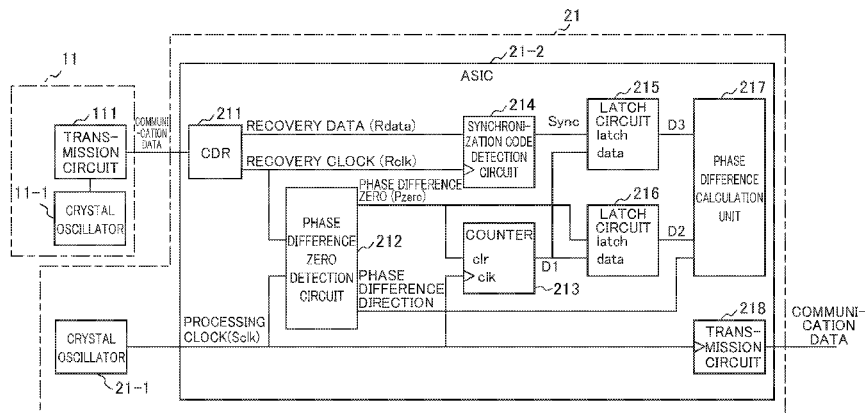 21
11
21-2
ASIC
111
TRANS-
MISSION
CIRCUIT
COMMUNI-
CATION
DATA
11-1
CRYSTAL
OSCILLATOR
211
CDR
RECOVERY DATA (Rdata)
RECOVERY CLOCK (Rclk)
214
SYNCHRONI-
ZATION CODE
DETECTION
CIRCUIT
Sync
215
LATCH
CIRCUIT
latch
data
D3
217
PHASE
DIFFERENCE
CALCULATION
UNIT
PHASE DIFFERENCE
ZERO (Pzero)
PHASE
DIFFERENCE
ZERO
DETECTION
CIRCUIT
212
PHASE
DIFFERENCE
DIRECTION
COUNTER
clr
clk
D1
213
216
LATCH
CIRCUIT
latch
data
D2
PROCESSING
CLOCK(Sclk)
CRYSTAL
OSCILLATOR
21-1
218
TRANS-
MISSION
CIRCUIT
COMMUNI-
CATION
DATA